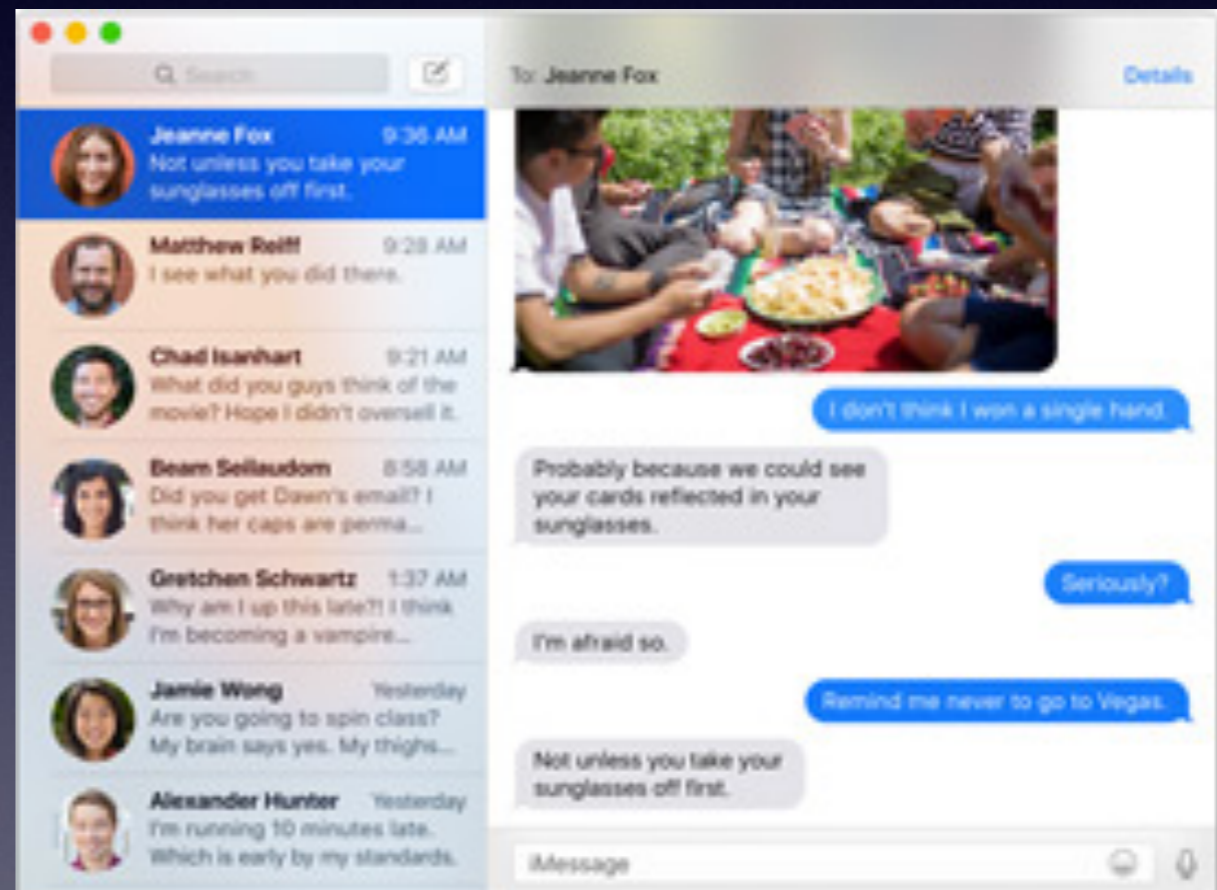 Search
To: Jeanne Fox
Details
Jeanne Fox 9:36 AM
Not unless you take your
sunglasses off first.
Matthew Reiff 9:28 AM
I see what you did there.
Chad Isanhart 9:21 AM
What did you guys think of the
movie? Hope I didn't oversell it.
Beam Seilaudom 8:58 AM
Did you get Dawn's email? I
think her caps are perma...
Gretchen Schwartz 1:37 AM
Why am I up this late?! I think
I'm becoming a vampire...
Jamie Wong Yesterday
Are you going to spin class?
My brain says yes. My thighs...
Alexander Hunter Yesterday
I'm running 10 minutes late.
Which is early by my standards.
I don't think I won a single hand.
Probably because we could see
your cards reflected in your
sunglasses.
Seriously?
I'm afraid so.
Remind me never to go to Vegas.
Not unless you take your
sunglasses off first.
iMessage